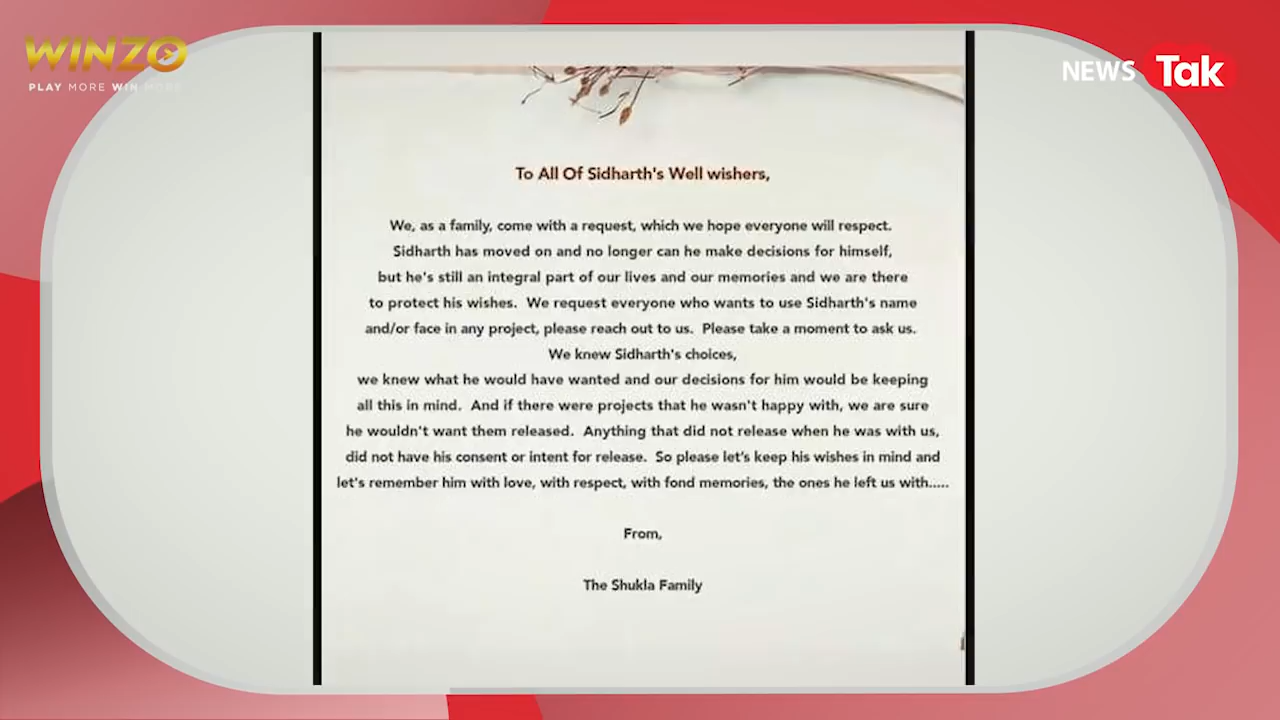 WINZO
PLAY MORE WIN MORE
NEWS Tak
To All Of Sidharth's Well wishers,
We, as a family, come with a request, which we hope everyone will respect.
Sidharth has moved on and no longer can he make decisions for himself,
but he's still an integral part of our lives and our memories and we are there
to protect his wishes. We request everyone who wants to use Sidharth's name
and/or face in any project, please reach out to us. Please take a moment to ask us.
We knew Sidharth's choices,
we knew what he would have wanted and our decisions for him would be keeping
all this in mind. And if there were projects that he wasn't happy with, we are sure
he wouldn't want them released. Anything that did not release when he was with us,
did not have his consent or intent for release. So please let's keep his wishes in mind and
let's remember him with love, with respect, with fond memories, the ones he left us with.....
From,
The Shukla Family